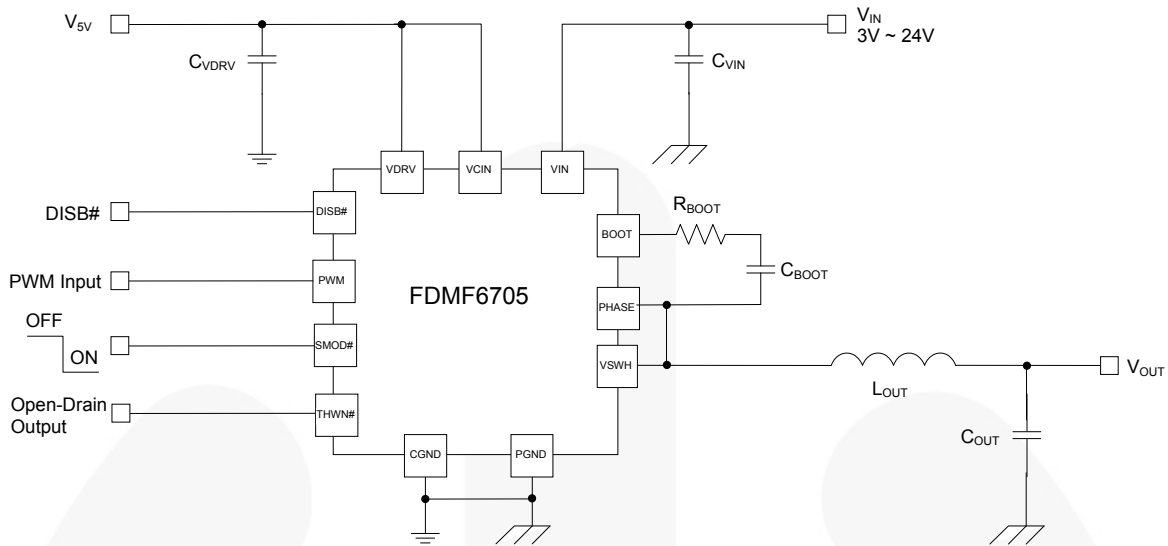 V5V
VIN
3V ~ 24V
CVDRV
CVIN
VDRV
VCIN
VIN
DISB#
DISB#
BOOT
RBOOT
CBOOT
PWM Input
PWM
FDMF6705
PHASE
OFF
ON
SMOD#
VSWH
VOUT
LOUT
Open-Drain
Output
THWN#
COUT
CGND
PGND